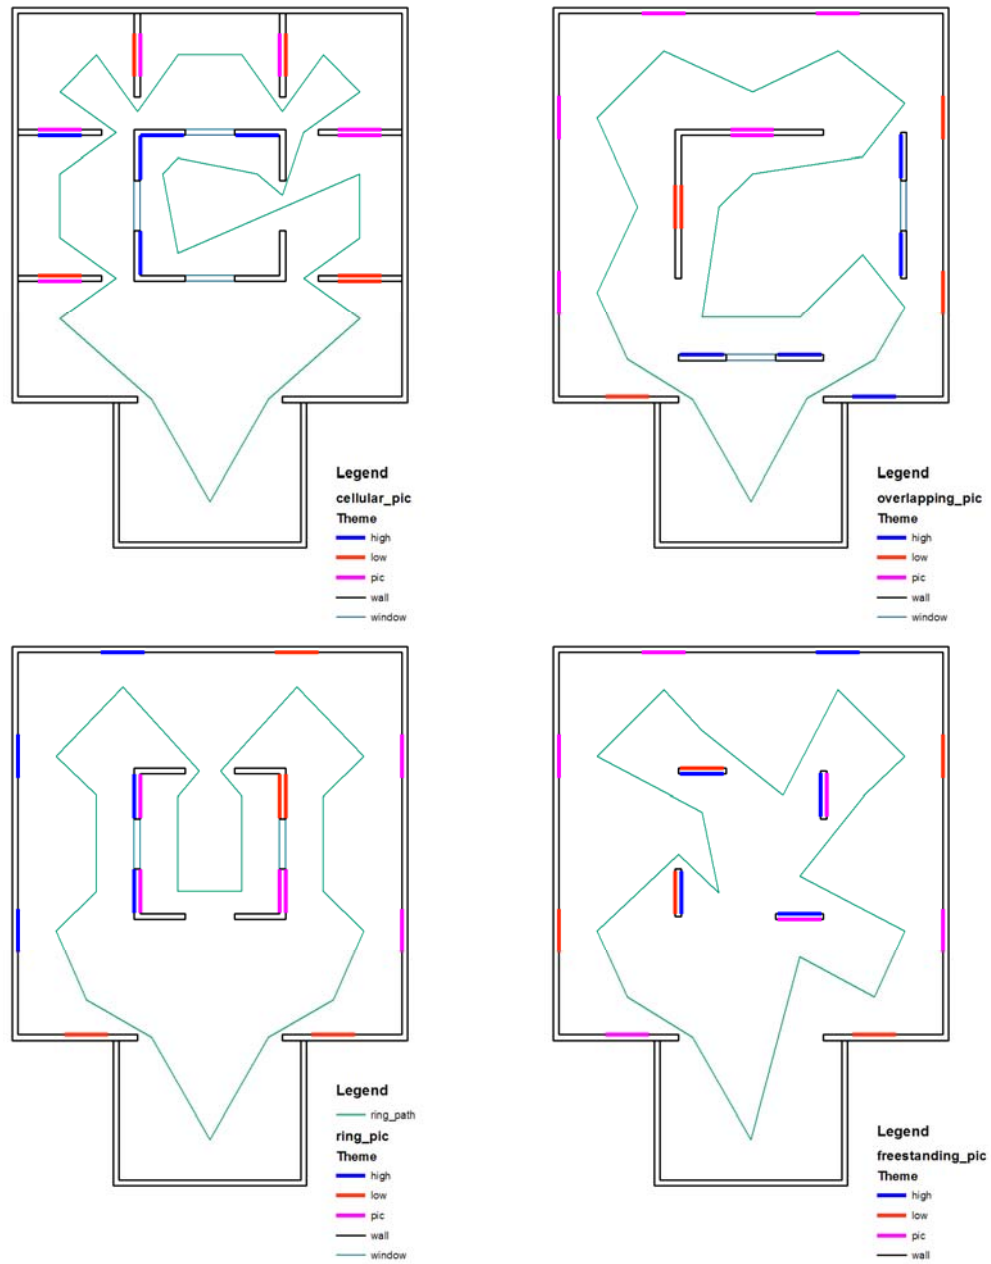 Legend
cellular_pic
Theme
high
low
pic
wall
window
Legend
overlapping_pic
Theme
high
low
pic
wall
window
Legend
ring_path
ring_pic
Theme
high
low
pic
wall
window
Legend
freestanding_pic
Theme
high
low
pic
wall